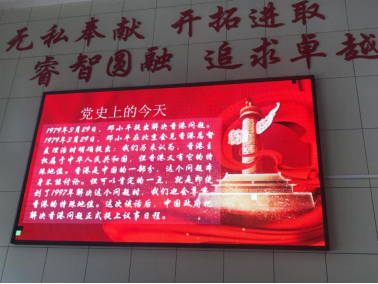 无私奉献 开拓进取
睿智圆融 追求卓越
党史上的今天
1979年3月29日,邓小平提出解决香港问题。
1979年3月29日,邓小平在北京会见香港总督
麦理浩时明确提出,我们历来认为,香港主
权属于中华人民共和国,但香港又有它的特
殊地位。香港是中国的一部分,这个问题本
身不能讨论。但可以肯定的一点,就是即使
到了1997年解决这个问题时,我们也会尊重
香港的特殊地位。这次谈话后,中国政府把
解决香港问题正式提上议事日程。